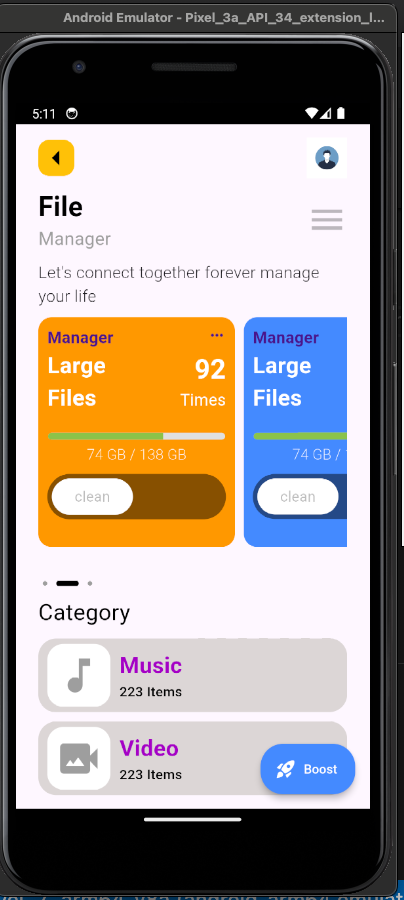 Android Emulator - Pixel_3a_API_34_extension_l...
5:11
File
Manager
Let's connect together forever manage
your life
Manager ...
Large
Files
92
Times
74 GB / 138 GB
clean
Manager
Large
Files
74 GB /
clean
Category
Music
223 Items
Video
223 Items
Boost